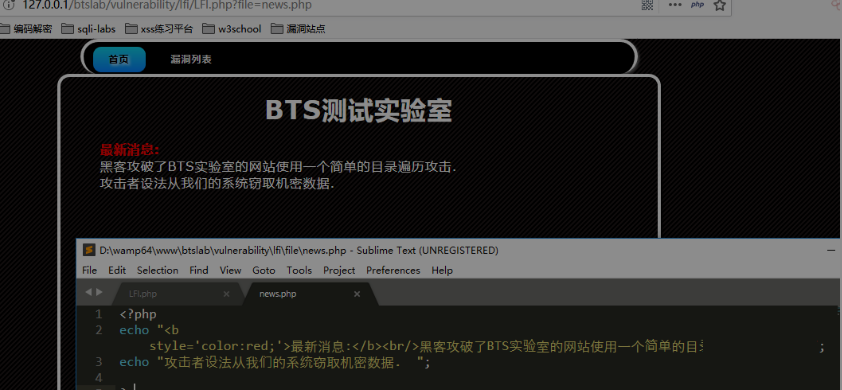 127.0.0.1/btslab/vulnerability/lfi/LFI.php?file=news.php
php
编码解密 sqli-labs xss练习平台 w3school 漏洞站点
首页 漏洞列表
BTS测试实验室
最新消息:
黑客攻破了BTS实验室的网站使用一个简单的目录遍历攻击.
攻击者设法从我们的系统窃取机密数据.
D:\wamp64\www\btslab\vulnerability\lfi\file\news.php - Sublime Text (UNREGISTERED)
File Edit Selection Find View Goto Tools Project Preferences Help
LFI.php news.php
1 <?php
2 echo "<b
style='color:red;'>最新消息:</b><br/>黑客攻破了BTS实验室的网站使用一个简单的目 ;
3 echo "攻击者设法从我们的系统窃取机密数据. ";
4